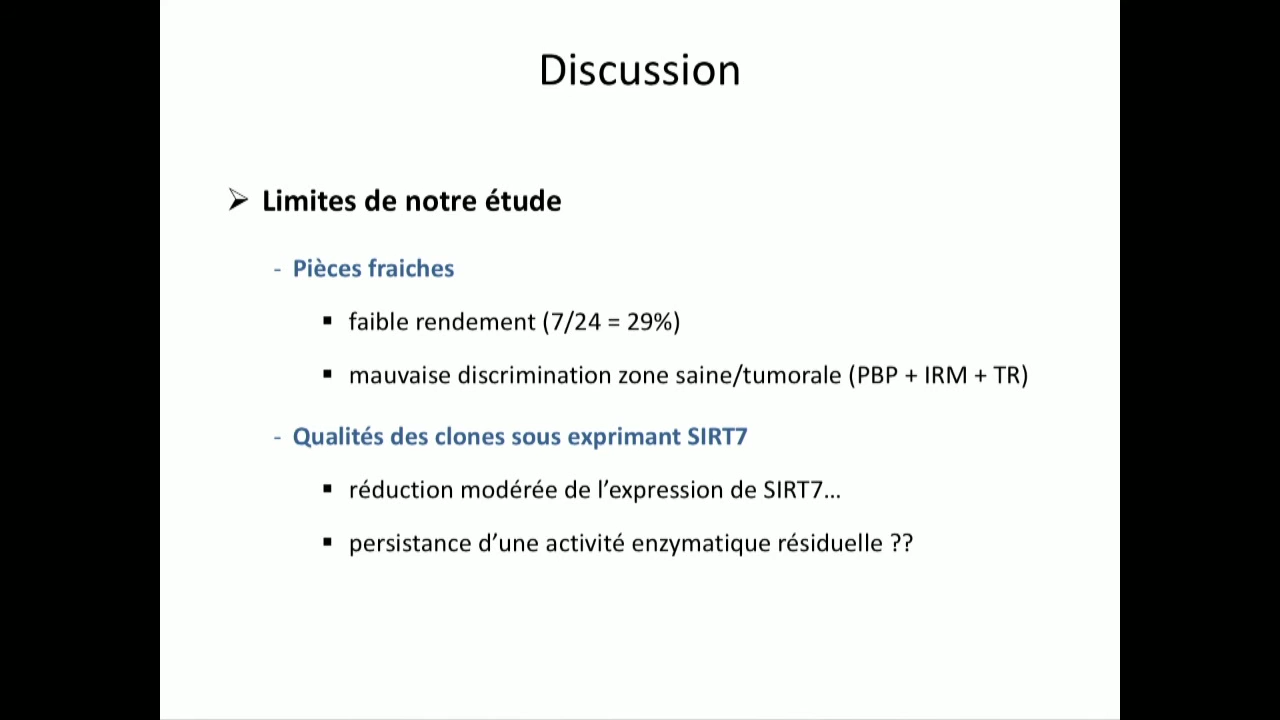 Discussion
➢ Limites de notre étude
- Pièces fraiches
▪ faible rendement (7/24 = 29%)
▪ mauvaise discrimination zone saine/tumorale (PBP + IRM + TR)
- Qualités des clones sous exprimant SIRT7
▪ réduction modérée de l’expression de SIRT7…
▪ persistance d’une activité enzymatique résiduelle ??